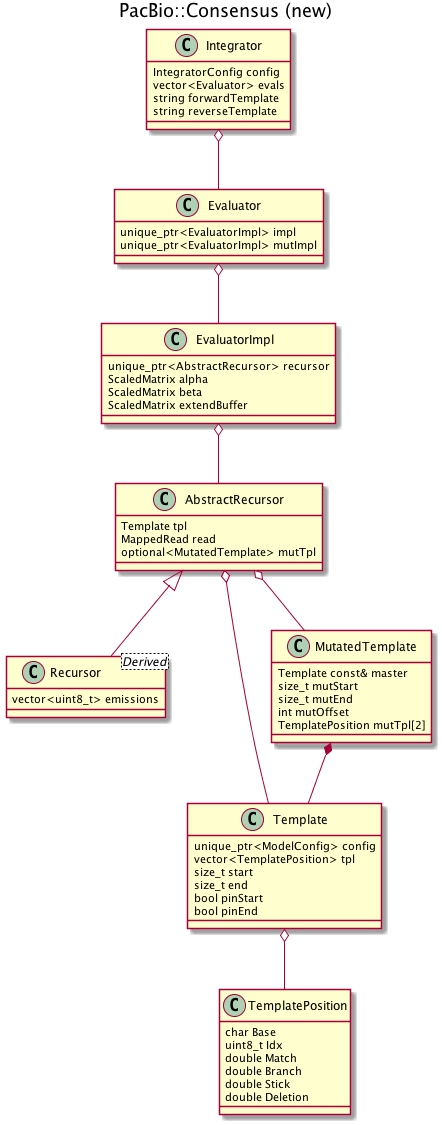 PacBio::Consensus (new)
C Integrator
IntegratorConfig config
vector<Evaluator> evals
string forwardTemplate
string reverseTemplate
C Evaluator
unique_ptr<EvaluatorImpl> impl
unique_ptr<EvaluatorImpl> mutImpl
C EvaluatorImpl
unique_ptr<AbstractRecursor> recursor
ScaledMatrix alpha
ScaledMatrix beta
ScaledMatrix extendBuffer
C AbstractRecursor
Template tpl
MappedRead read
optional<MutatedTemplate> mutTpl
C Recursor
Derived
vector<uint8_t> emissions
C MutatedTemplate
Template const& master
size_t mutStart
size_t mutEnd
int mutOffset
TemplatePosition mutTpl[2]
C Template
unique_ptr<ModelConfig> config
vector<TemplatePosition> tpl
size_t start
size_t end
bool pinStart
bool pinEnd
C TemplatePosition
char Base
uint8_t Idx
double Match
double Branch
double Stick
double Deletion